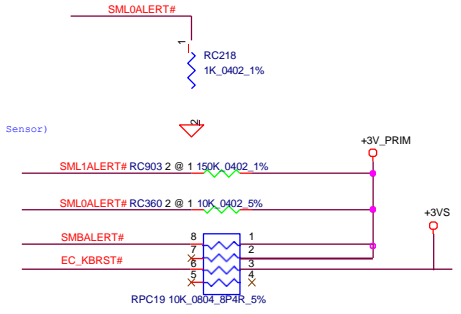 SML0ALERT#
1
RC218
1K_0402_1%
2
Sensor)
+3V_PRIM
SML1ALERT# RC903 2 @ 1 150K_0402_1%
SML0ALERT# RC360 2 @ 1 10K_0402_5%
+3VS
SMBALERT# 8 1
7 2
EC_KBRST# 6 3
5 4
RPC19 10K_0804_8P4R_5%